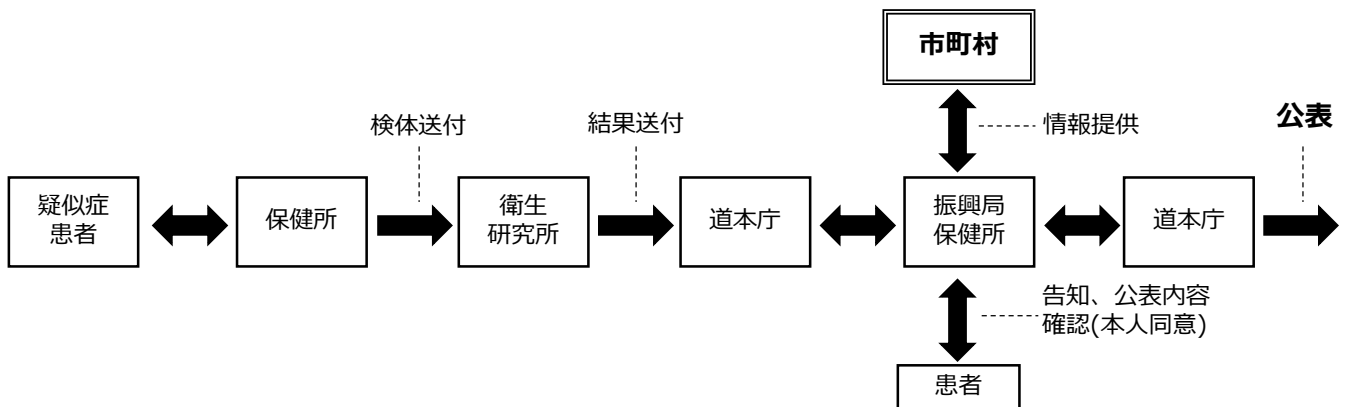 市町村
検体送付
結果送付
情報提供
公表
疑似症
患者
保健所
衛生
研究所
道本庁
振興局
保健所
道本庁
告知、公表内容
確認(本人同意)
患者